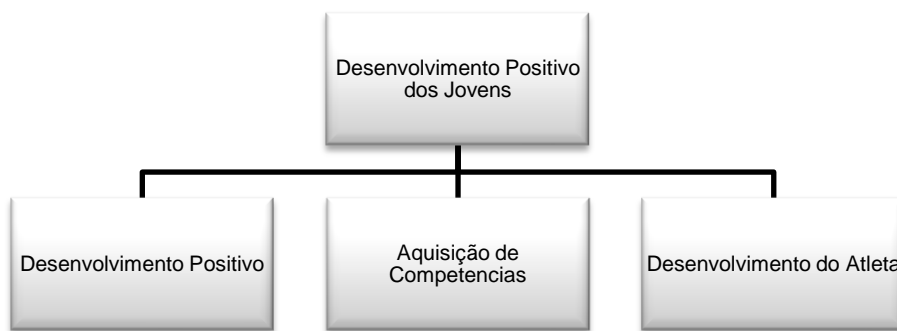 Desenvolvimento Positivo
dos Jovens
Desenvolvimento Positivo
Aquisição de
Competencias
Desenvolvimento do Atleta